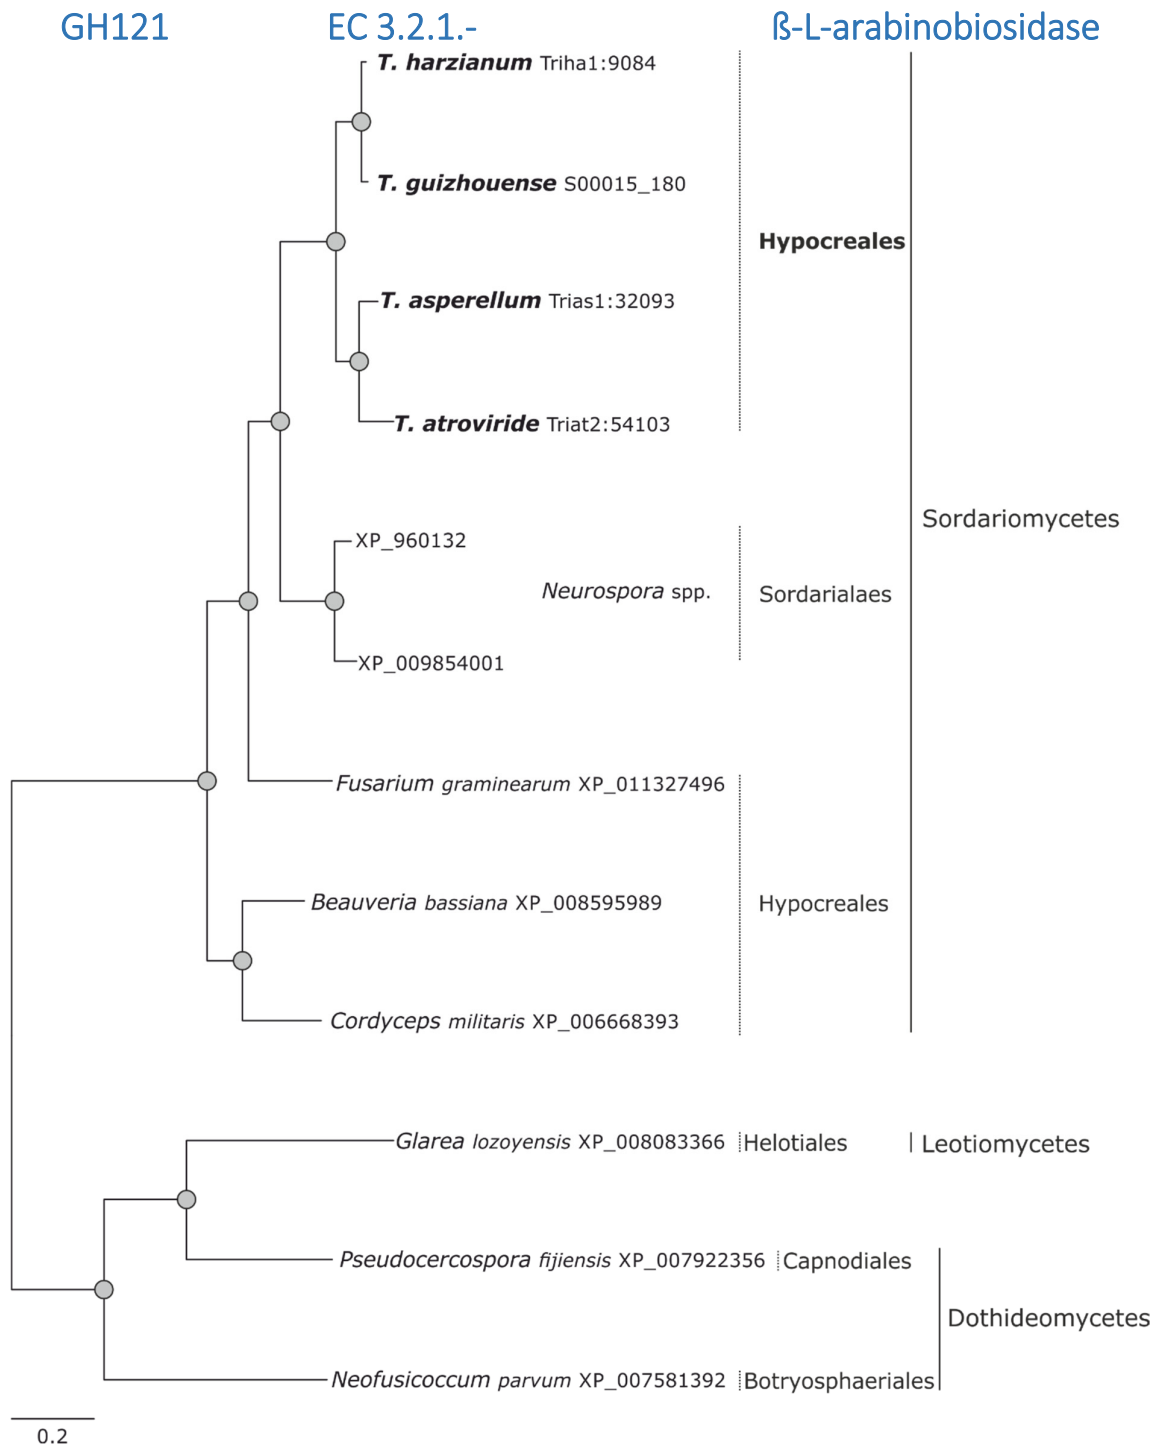 GH121 EC 3.2.1.- ß-L-arabinobiosidase
T. harzianum Triha1:9084
T. guizhouense S00015_180
Hypocreales
T. asperellum Trias1:32093
T. atroviride Triat2:54103
Sordariomycetes
XP_960132
Neurospora spp. Sordarialaes
XP_009854001
Fusarium graminearum XP_011327496
Beauveria bassiana XP_008595989 Hypocreales
Cordyceps militaris XP_006668393
Glarea lozoyensis XP_008083366 Helotiales Leotiomycetes
Pseudocercospora fijiensis XP_007922356 Capnodiales
Dothideomycetes
Neofusicoccum parvum XP_007581392 Botryosphaeriales
0.2